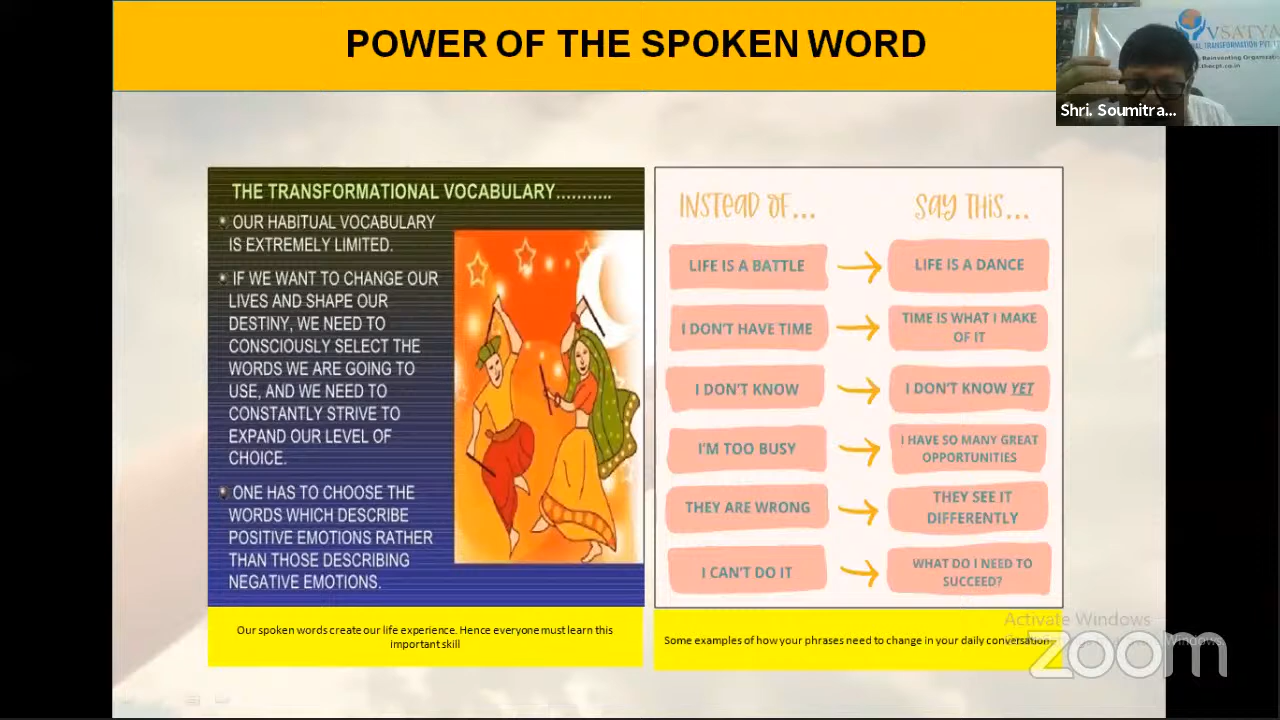 POWER OF THE SPOKEN WORD
VSATYA
AL TRANSFORMATION PVT.
Reinventing
Shri. Soumitra...
THE TRANSFORMATIONAL VOCABULARY..........
OUR HABITUAL VOCABULARY
IS EXTREMELY LIMITED.
IF WE WANT TO CHANGE OUR
LIVES AND SHAPE OUR
DESTINY, WE NEED TO
CONSCIOUSLY SELECT THE
WORDS WE ARE GOING TO
USE, AND WE NEED TO
CONSTANTLY STRIVE TO
EXPAND OUR LEVEL OF
CHOICE.
ONE HAS TO CHOOSE THE
WORDS WHICH DESCRIBE
POSITIVE EMOTIONS RATHER
THAN THOSE DESCRIBING
NEGATIVE EMOTIONS.
Our spoken words create our life experience. Hence everyone must learn this
important skill
INSTEAD OF...
SAY THIS...
LIFE IS A BATTLE
LIFE IS A DANCE
I DON'T HAVE TIME
TIME IS WHAT I MAKE
OF IT
I DON'T KNOW
I DON'T KNOW YET
I'M TOO BUSY
I HAVE SO MANY GREAT
OPPORTUNITIES
THEY ARE WRONG
THEY SEE IT
DIFFERENTLY
I CAN'T DO IT
WHAT DO I NEED TO
SUCCEED?
Some examples of how your phrases need to change in your daily conversation
Activate Windows
Windows.
zoom